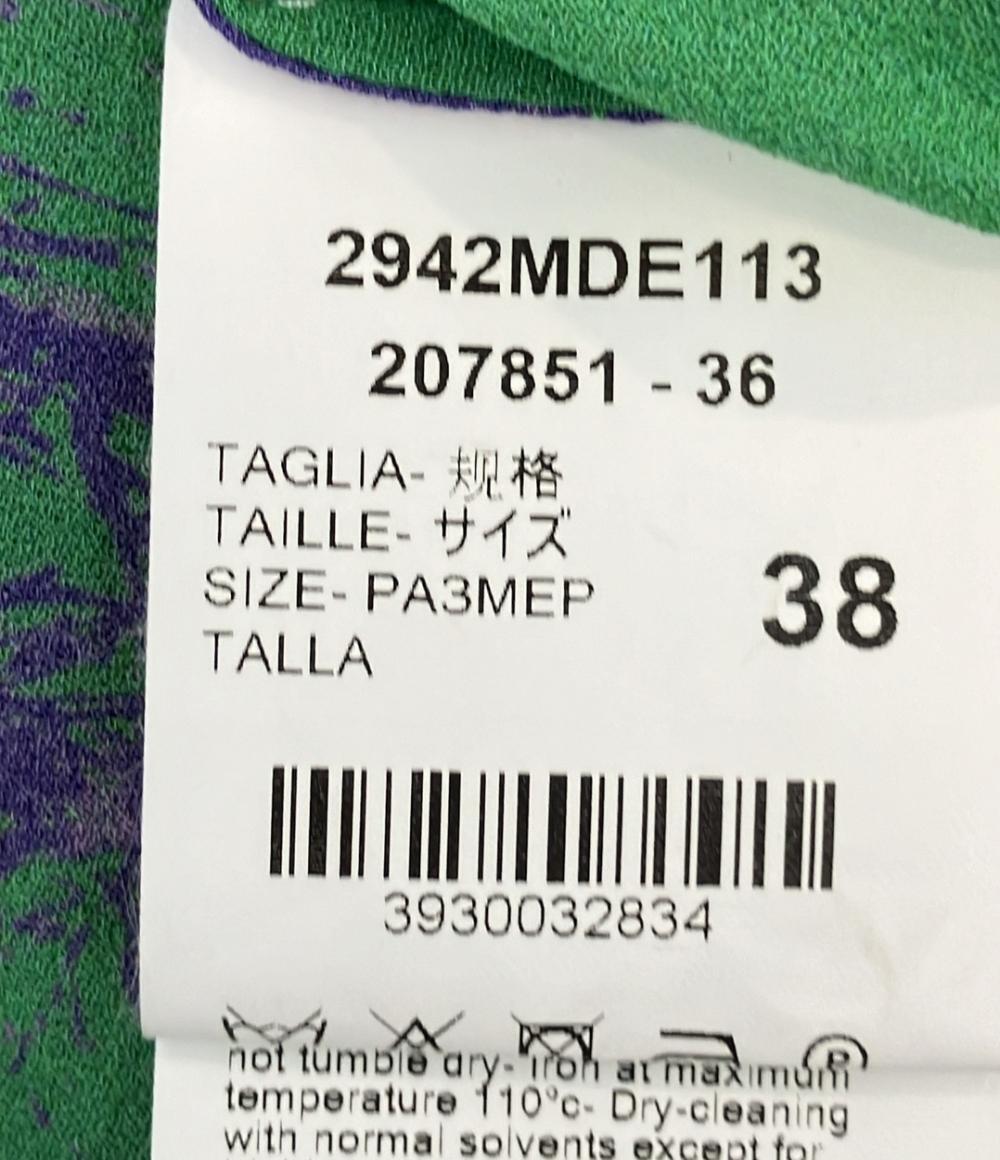 2942MDE113
207851 - 36
TAGLIA- 规格
TAILLE- サイズ
SIZE- РАЗМЕР
TALLA
38
3930032834
P
not tumble dry- iron at maximum
temperature 110°c- Dry-cleaning
with normal solvents except for